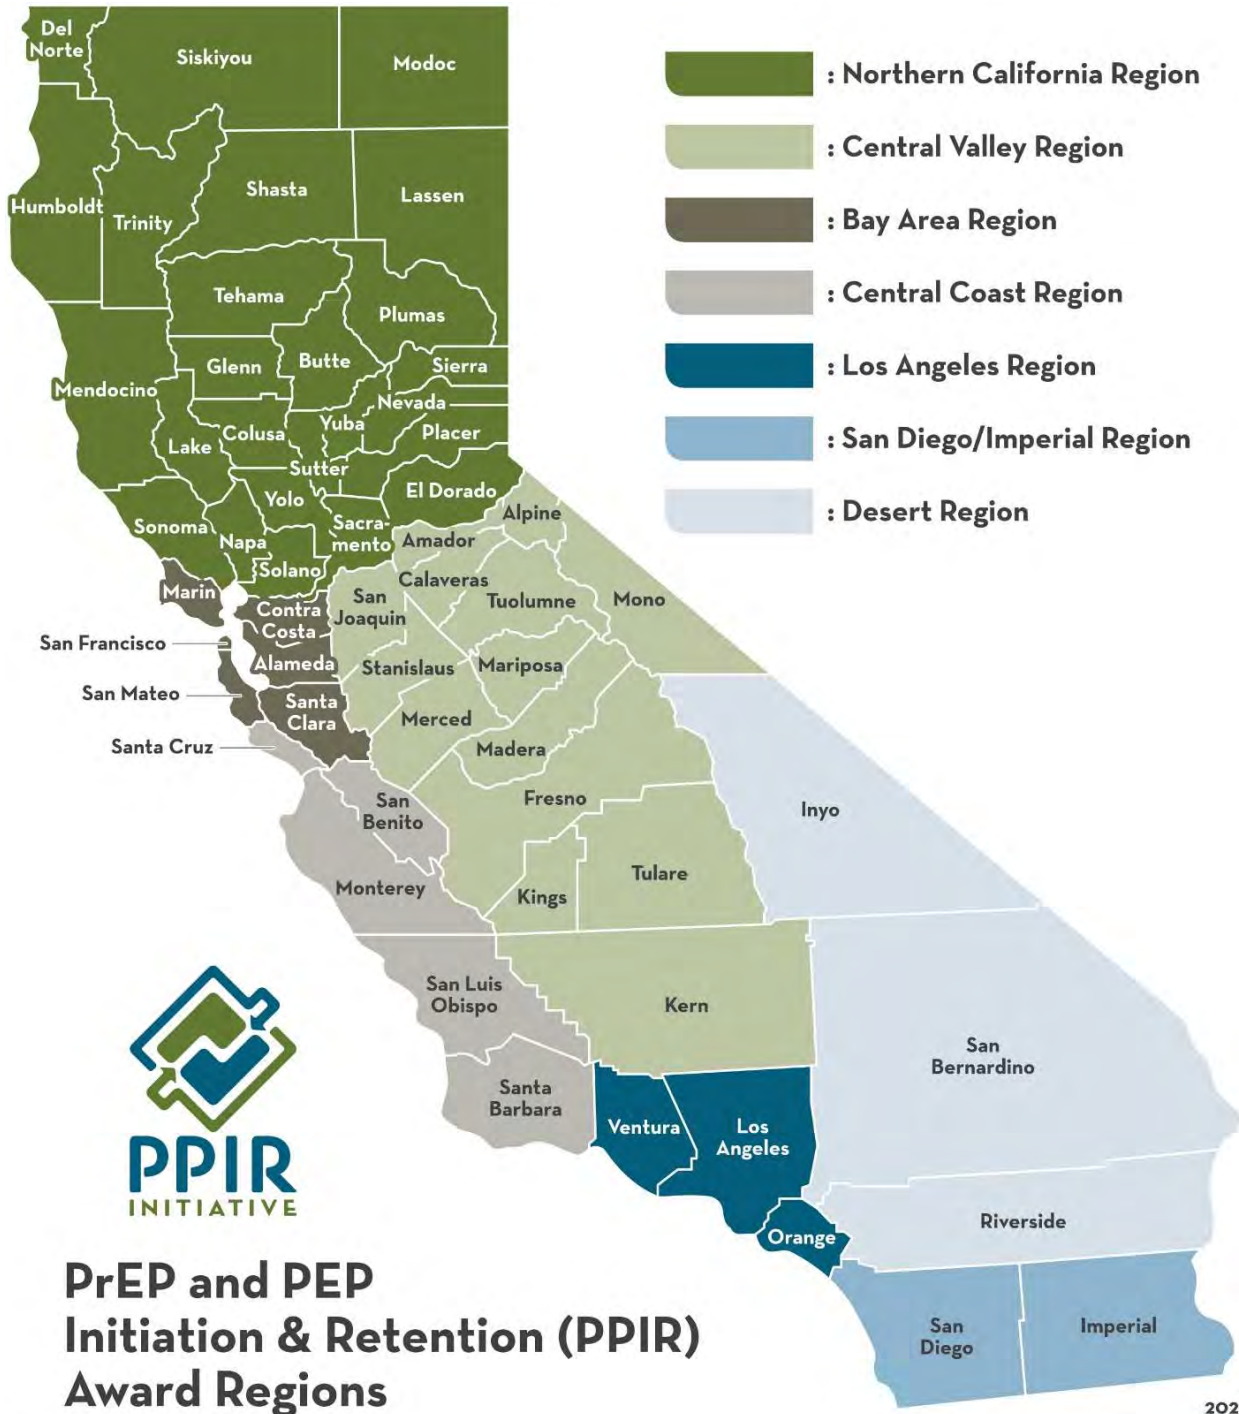 Del
Norte
Siskiyou
Modoc
: Northern California Region
: Central Valley Region
: Bay Area Region
: Central Coast Region
: Los Angeles Region
: San Diego/Imperial Region
: Desert Region
Humboldt
Trinity
Shasta
Lassen
Tehama
Plumas
Glenn
Butte
Sierra
Mendocino
Nevada
Yuba
Placer
Colusa
Lake
Sutter
El Dorado
Yolo
Sonoma
Napa
Sacra-
mento
Solano
Alpine
Amador
Calaveras
Marin
Contra
Costa
San
Joaquin
Tuolumne
Mono
San Francisco
Alameda
Stanislaus
Mariposa
San Mateo
Santa
Clara
Merced
Madera
Santa Cruz
San
Benito
Fresno
Inyo
Monterey
Kings
Tulare
San Luis
Obispo
Kern
San
Bernardino
Santa
Barbara
Ventura
Los
Angeles
Orange
Riverside
San
Diego
Imperial
PPIR
INITIATIVE
PrEP and PEP
Initiation & Retention (PPIR)
Award Regions
202